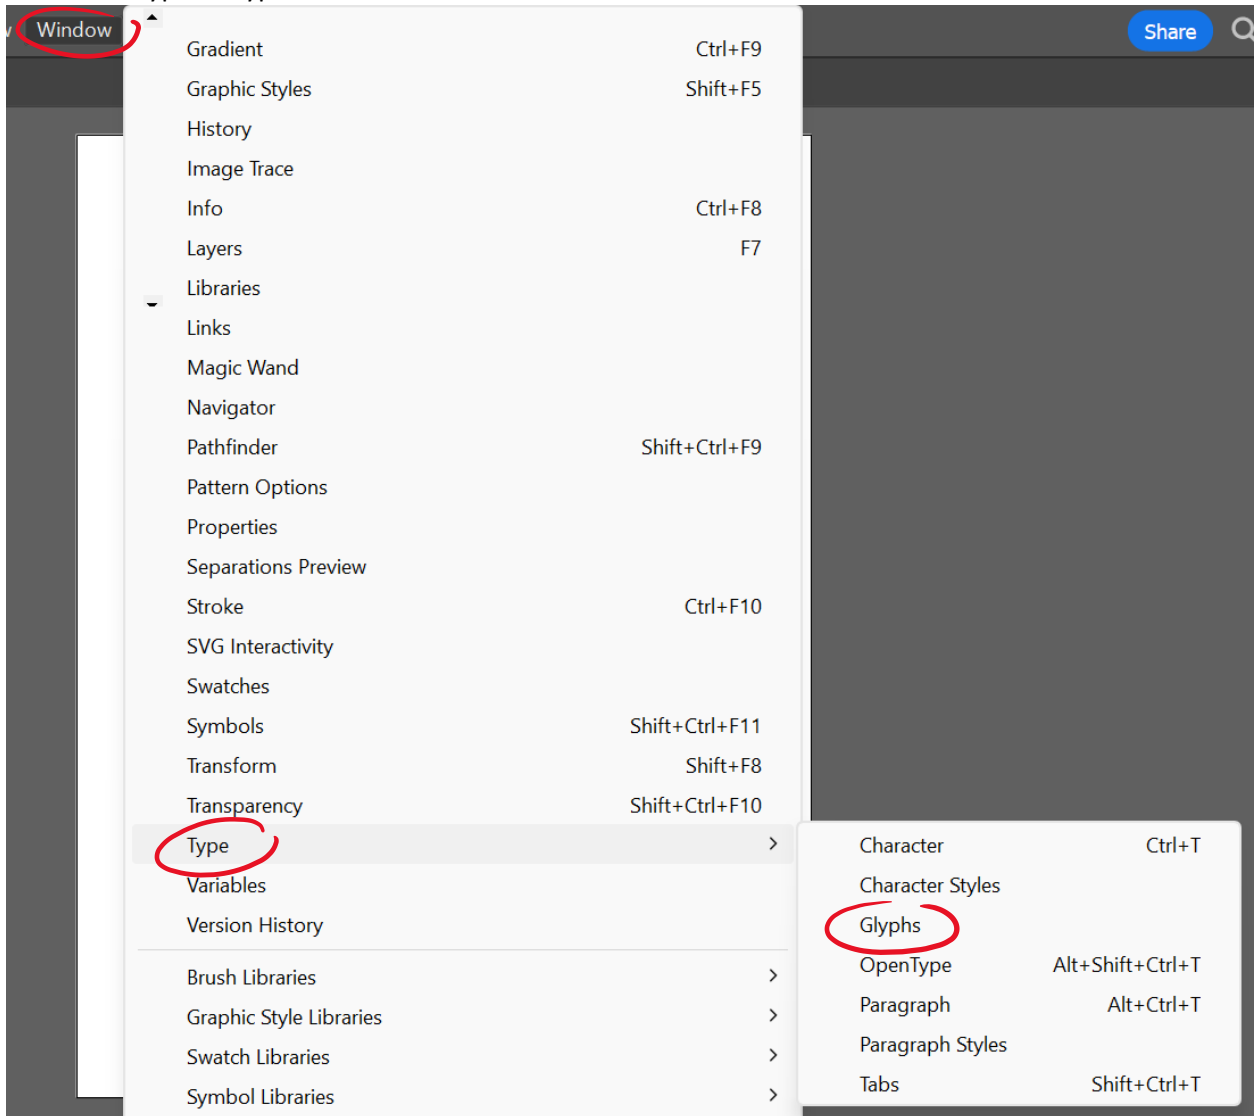 Window
Share
Gradient Ctrl+F9
Graphic Styles Shift+F5
History
Image Trace
Info Ctrl+F8
Layers F7
Libraries
Links
Magic Wand
Navigator
Pathfinder Shift+Ctrl+F9
Pattern Options
Properties
Separations Preview
Stroke Ctrl+F10
SVG Interactivity
Swatches
Symbols Shift+Ctrl+F11
Transform Shift+F8
Transparency Shift+Ctrl+F10
Type
Variables
Version History
Brush Libraries
Graphic Style Libraries
Swatch Libraries
Symbol Libraries
Character Ctrl+T
Character Styles
Glyphs
OpenType Alt+Shift+Ctrl+T
Paragraph Alt+Ctrl+T
Paragraph Styles
Tabs Shift+Ctrl+T